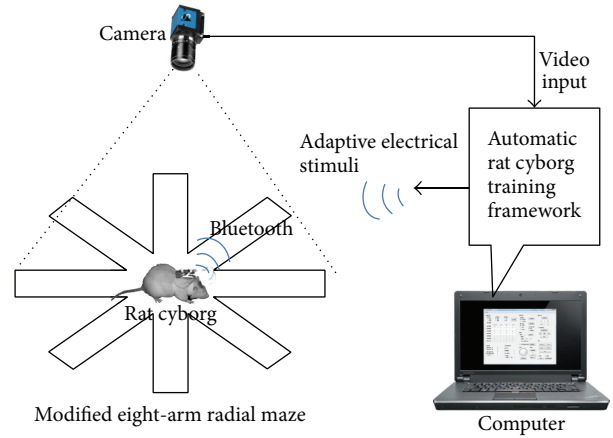 Camera
Video
input
Adaptive electrical
stimuli
Automatic
rat cyborg
training
framework
Bluetooth
Rat cyborg
Modified eight-arm radial maze
Computer